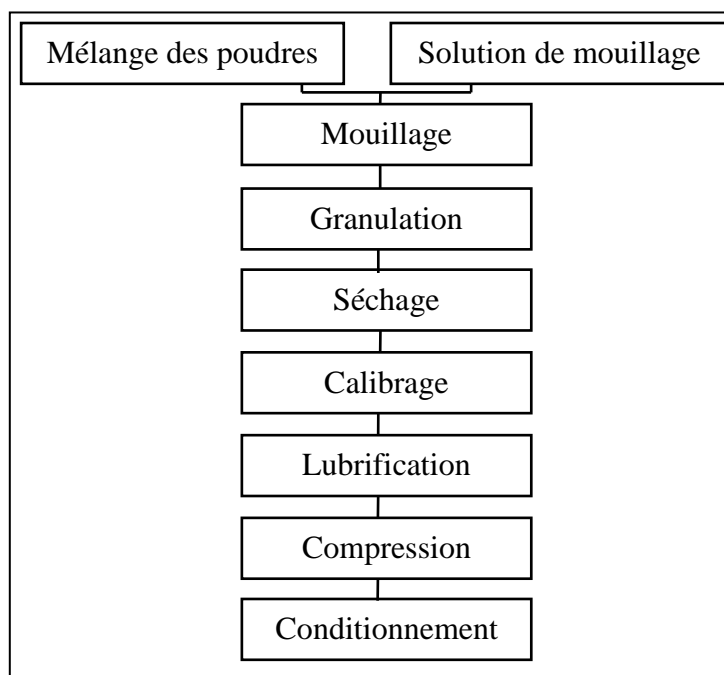 Mélange des poudres
Solution de mouillage
Mouillage
Granulation
Séchage
Calibrage
Lubrification
Compression
Conditionnement